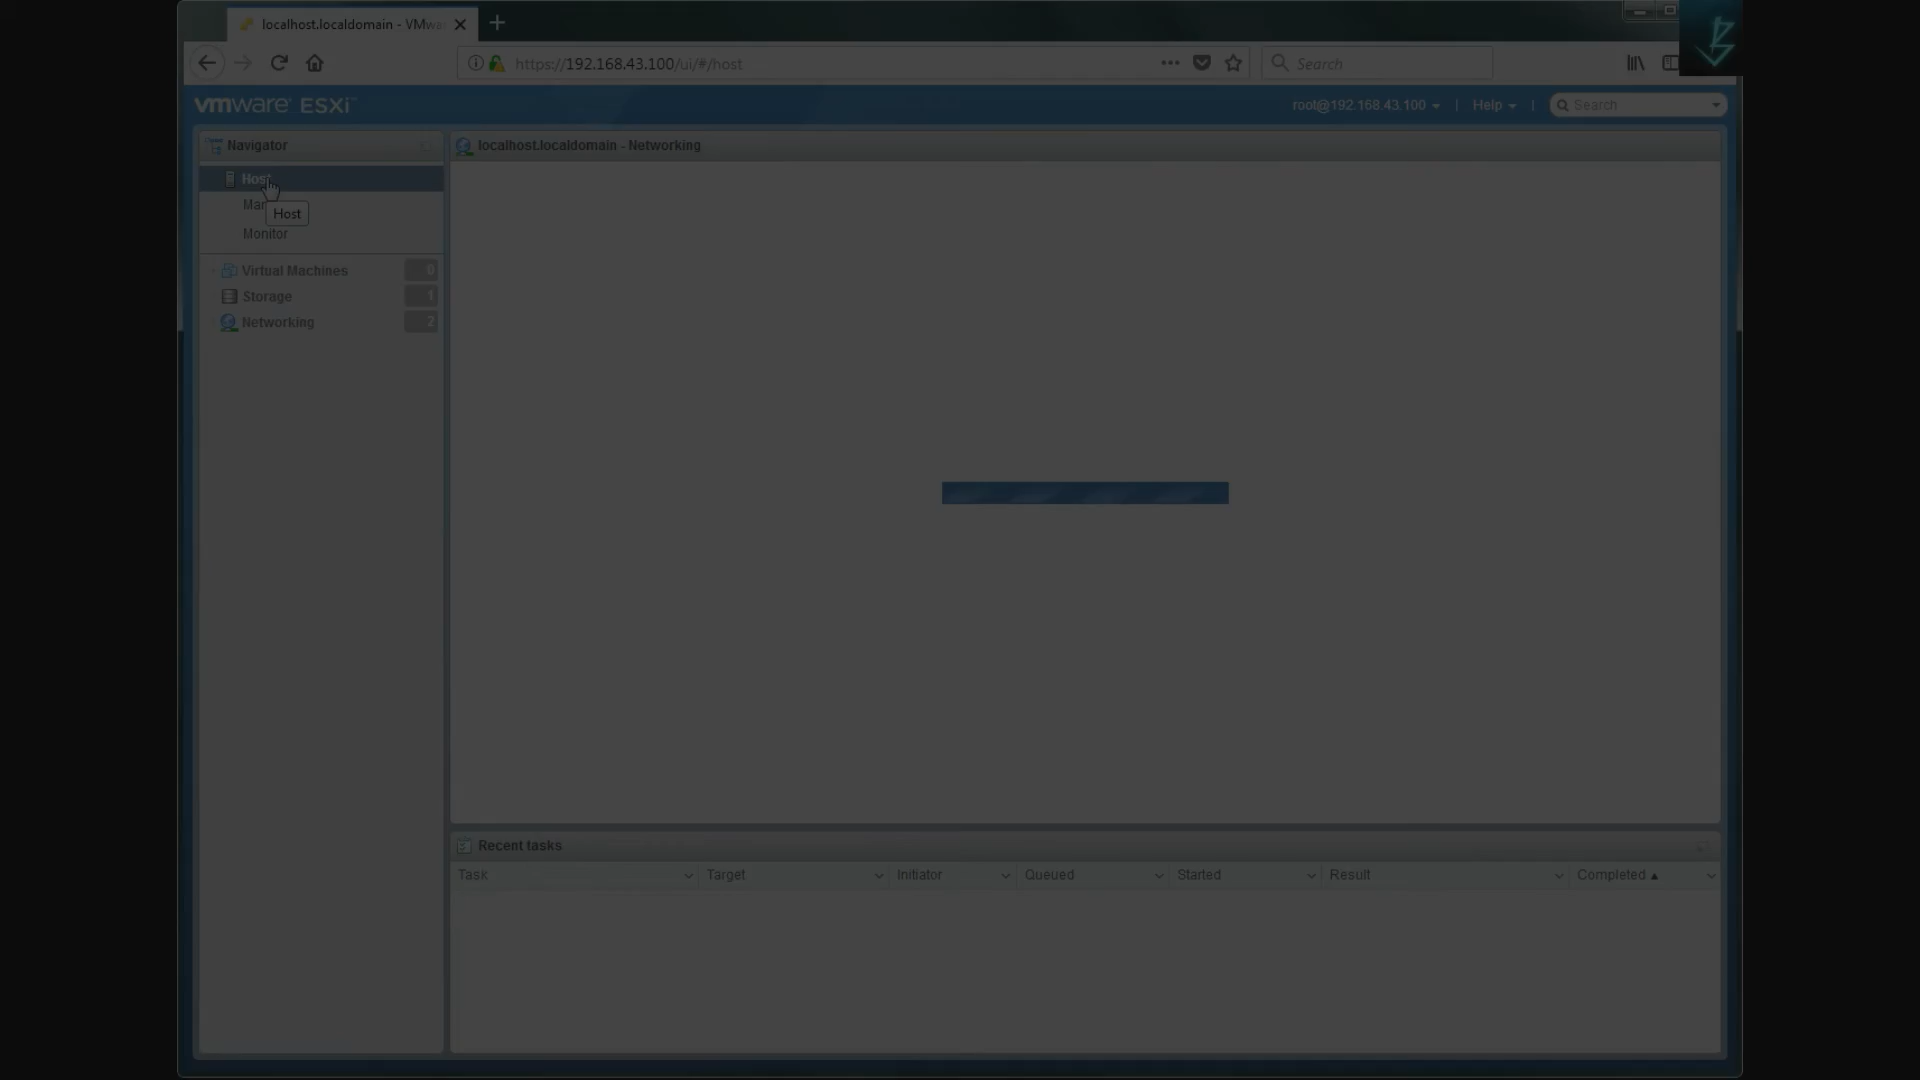 localhost.localdomain - VMwa
https://192.168.43.100/ui/#/host
Search
vmware ESXi
root@192.168.43.100 | Help |
Search
Navigator
Host
Host
Monitor
Virtual Machines 0
Storage 1
Networking 2
localhost.localdomain - Networking
Recent tasks
Task Target Initiator Queued Started Result Completed